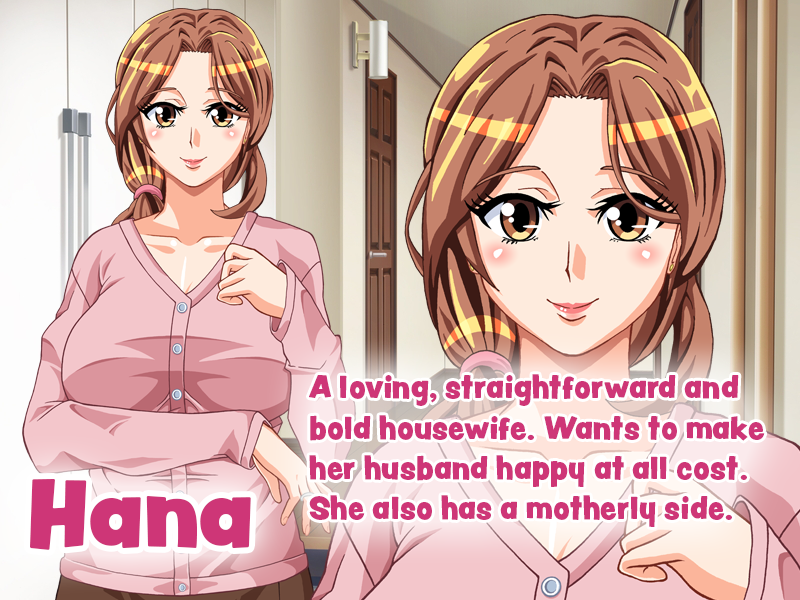 A loving, straightforward and
bold housewife. Wants to make
her husband happy at all cost.
She also has a motherly side.
Hana